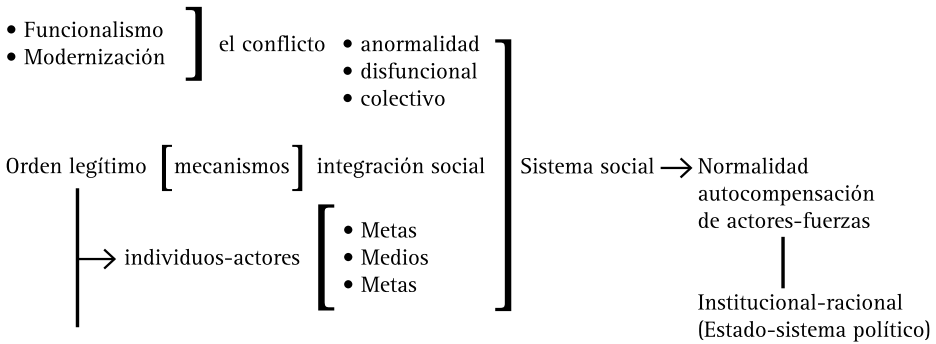 • Funcionalismo
• Modernización
el conflicto
• anormalidad
• disfuncional
• colectivo
Orden legítimo [mecanismos] integración social
Sistema social → Normalidad
autocompensación
de actores-fuerzas
individuos-actores
• Metas
• Medios
• Metas
Institucional-racional
(Estado-sistema político)